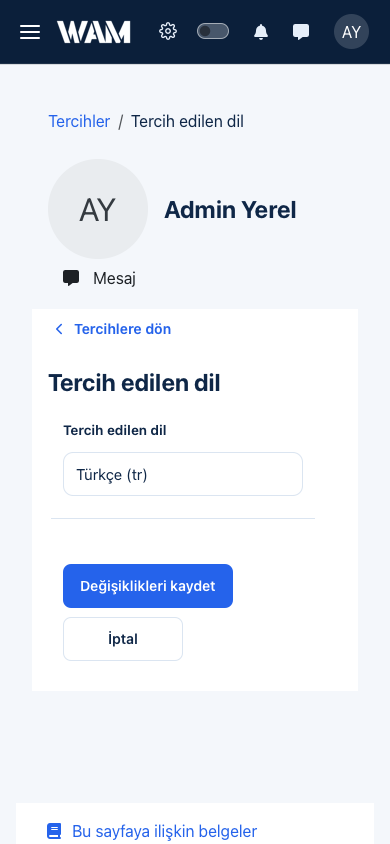 WAM
AY
Tercihler / Tercih edilen dil
AY
Admin Yerel
Mesaj
Tercihlere dön
Tercih edilen dil
Tercih edilen dil
Türkçe (tr)
Değişiklikleri kaydet
İptal
Bu sayfaya ilişkin belgeler